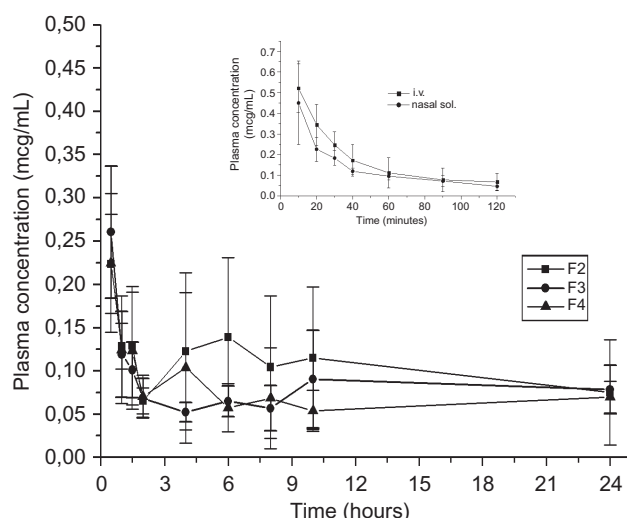 Plasma concentration (mcg/mL)
0,50
0,45
0,40
0,35
0,30
0,25
0,20
0,15
0,10
0,05
0,00
0 3 6 9 12 15 18 21 24
Time (hours)
Plasma concentration
(mcg/mL)
0.7
0.6
0.5
0.4
0.3
0.2
0.1
0.0
0 20 40 60 80 100 120
Time (minutes)
i.v.
nasal sol.
F2
F3
F4